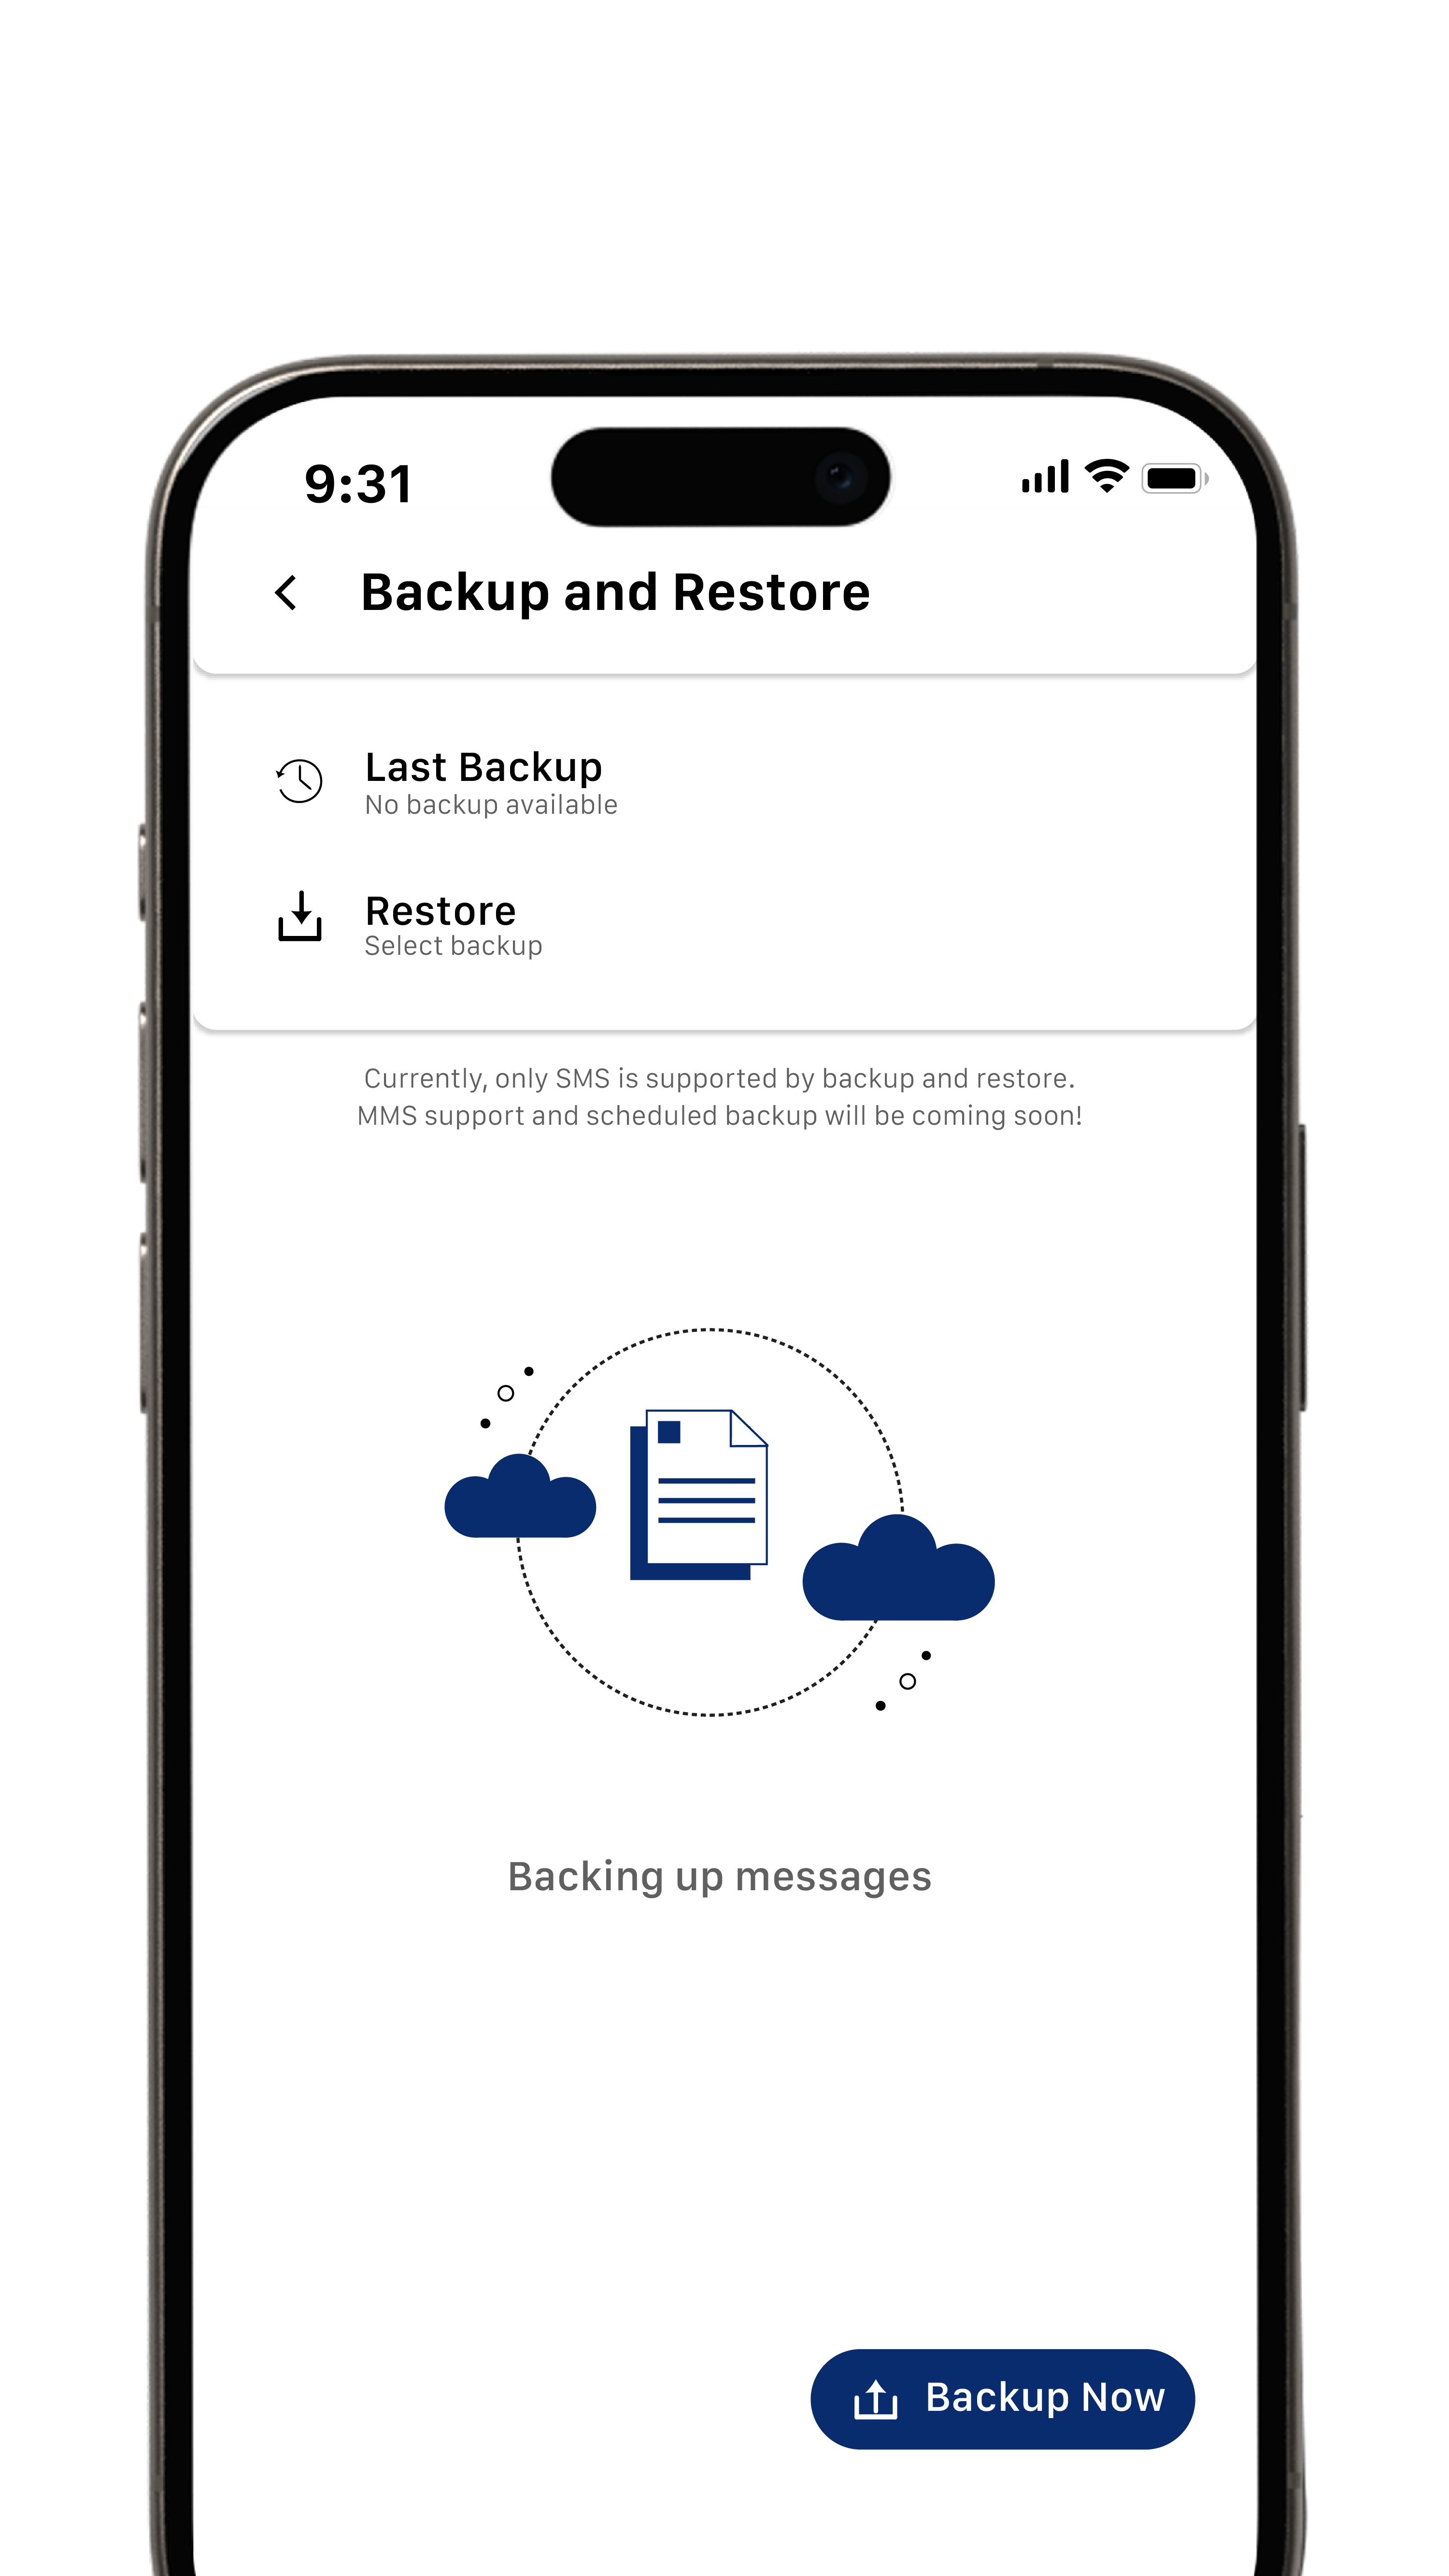 9:31
Backup and Restore
Last Backup
No backup available
Restore
Select backup
Currently, only SMS is supported by backup and restore.
MMS support and scheduled backup will be coming soon!
Backing up messages
Backup Now